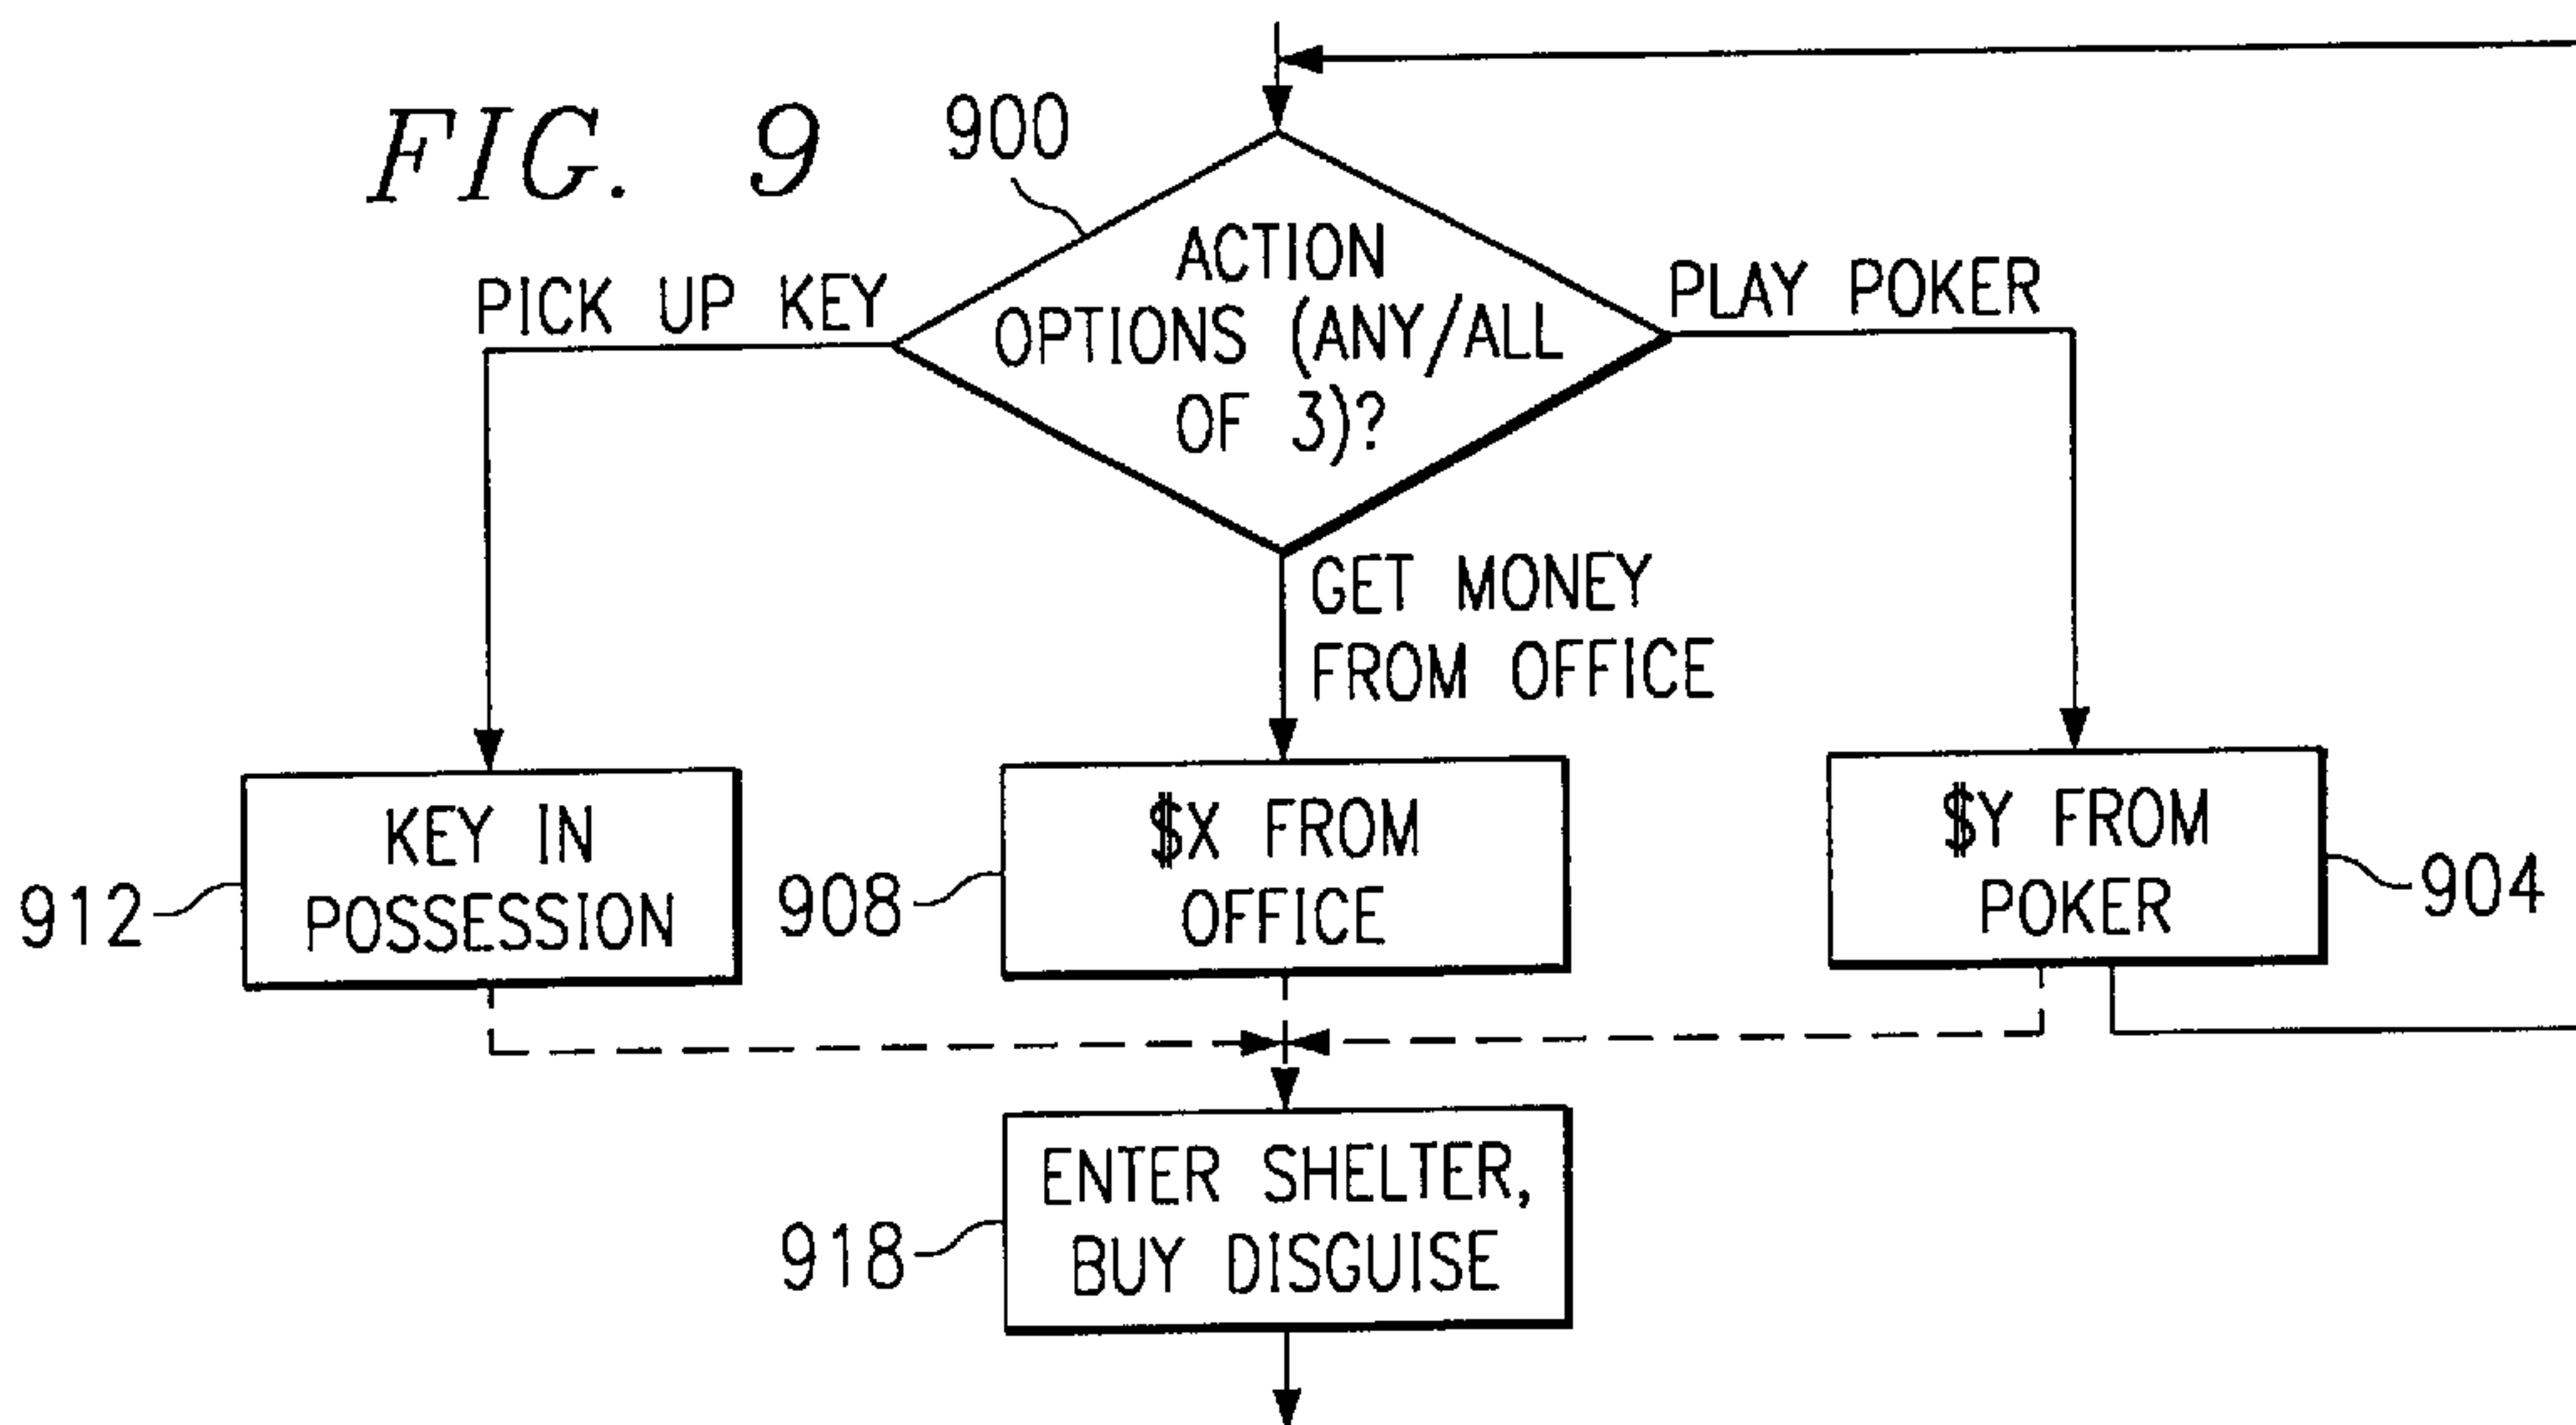 FIG. 9
900
ACTION
OPTIONS (ANY/ALL
OF 3)?
PICK UP KEY
PLAY POKER
GET MONEY
FROM OFFICE
912
KEY IN
POSSESSION
908
$X FROM
OFFICE
$Y FROM
POKER
904
918
ENTER SHELTER,
BUY DISGUISE